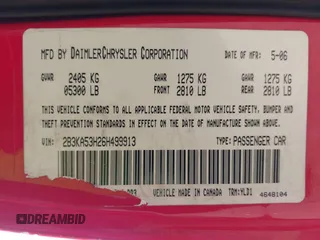 MFD BY DAIMLERCHRYSLER CORPORATION DATE OF MFR: 5-06
GVWR 2405 KG GAWR 1275 KG GAWR 1275 KG
05300 LB FRONT 2810 LB REAR 2810 LB
THIS VEHICLE CONFORMS TO ALL APPLICABLE FEDERAL MOTOR VEHICLE SAFETY, BUMPER AND
THEFT PREVENTION STANDARDS IN EFFECT ON THE DATE OF MANUFACTURE SHOWN ABOVE.
VIN: 2B3KA53H26H499913 TYPE: PASSENGER CAR
VEHICLE MADE IN CANADA TRM: YLD1
4648104
DREAMBID